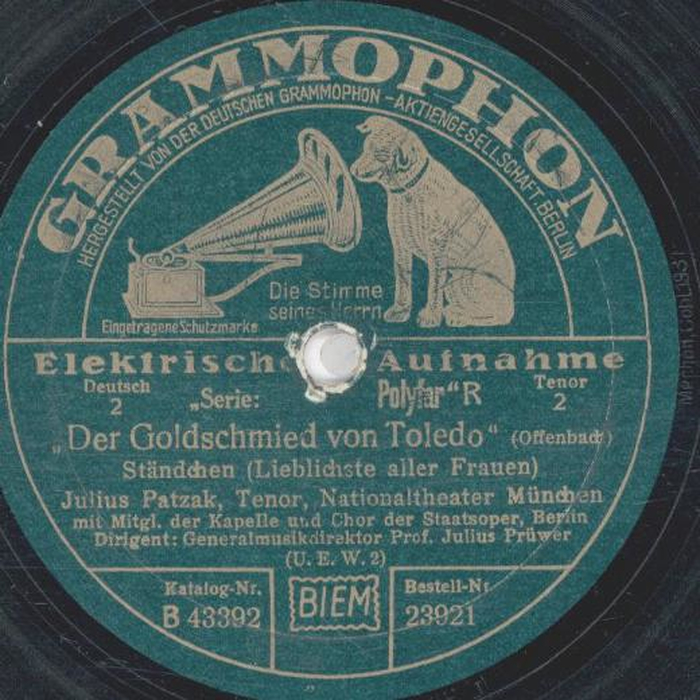 GRAMMOPHON
HERGESTELLT VON DER DEUTSCHEN GRAMMOPHON - AKTIENGESELLSCHAFT. BERLIN
Die Stimme
seines Herrn
Eingetragene Schutzmarke
Elektrische Aufnahme
Deutsch
2
„Serie: Polyfar“ R
Tenor
2
„Der Goldschmied von Toledo“ (Offenbach)
Ständchen (Lieblichste aller Frauen)
Julius Patzak, Tenor, Nationaltheater München
mit Mitgl. der Kapelle und Chor der Staatsoper, Berlin
Dirigent: Generalmusikdirektor Prof. Julius Prüwer
(U. E. W. 2)
Katalog-Nr.
B 43392
BIEM
Bestell-Nr.
23921